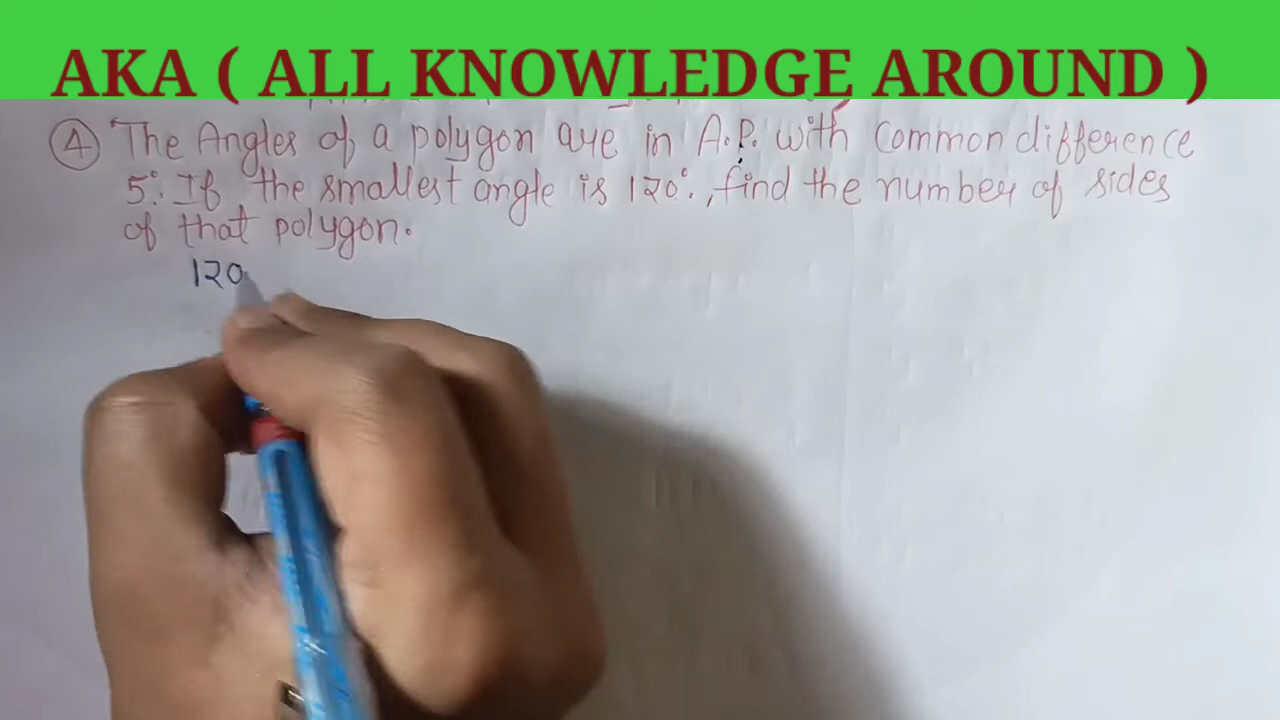 AKA ( ALL KNOWLEDGE AROUND )
④ The Angles of a polygon are in A.P. with Common difference
5°. If the smallest angle is 120°., find the number of sides
of that polygon.
120